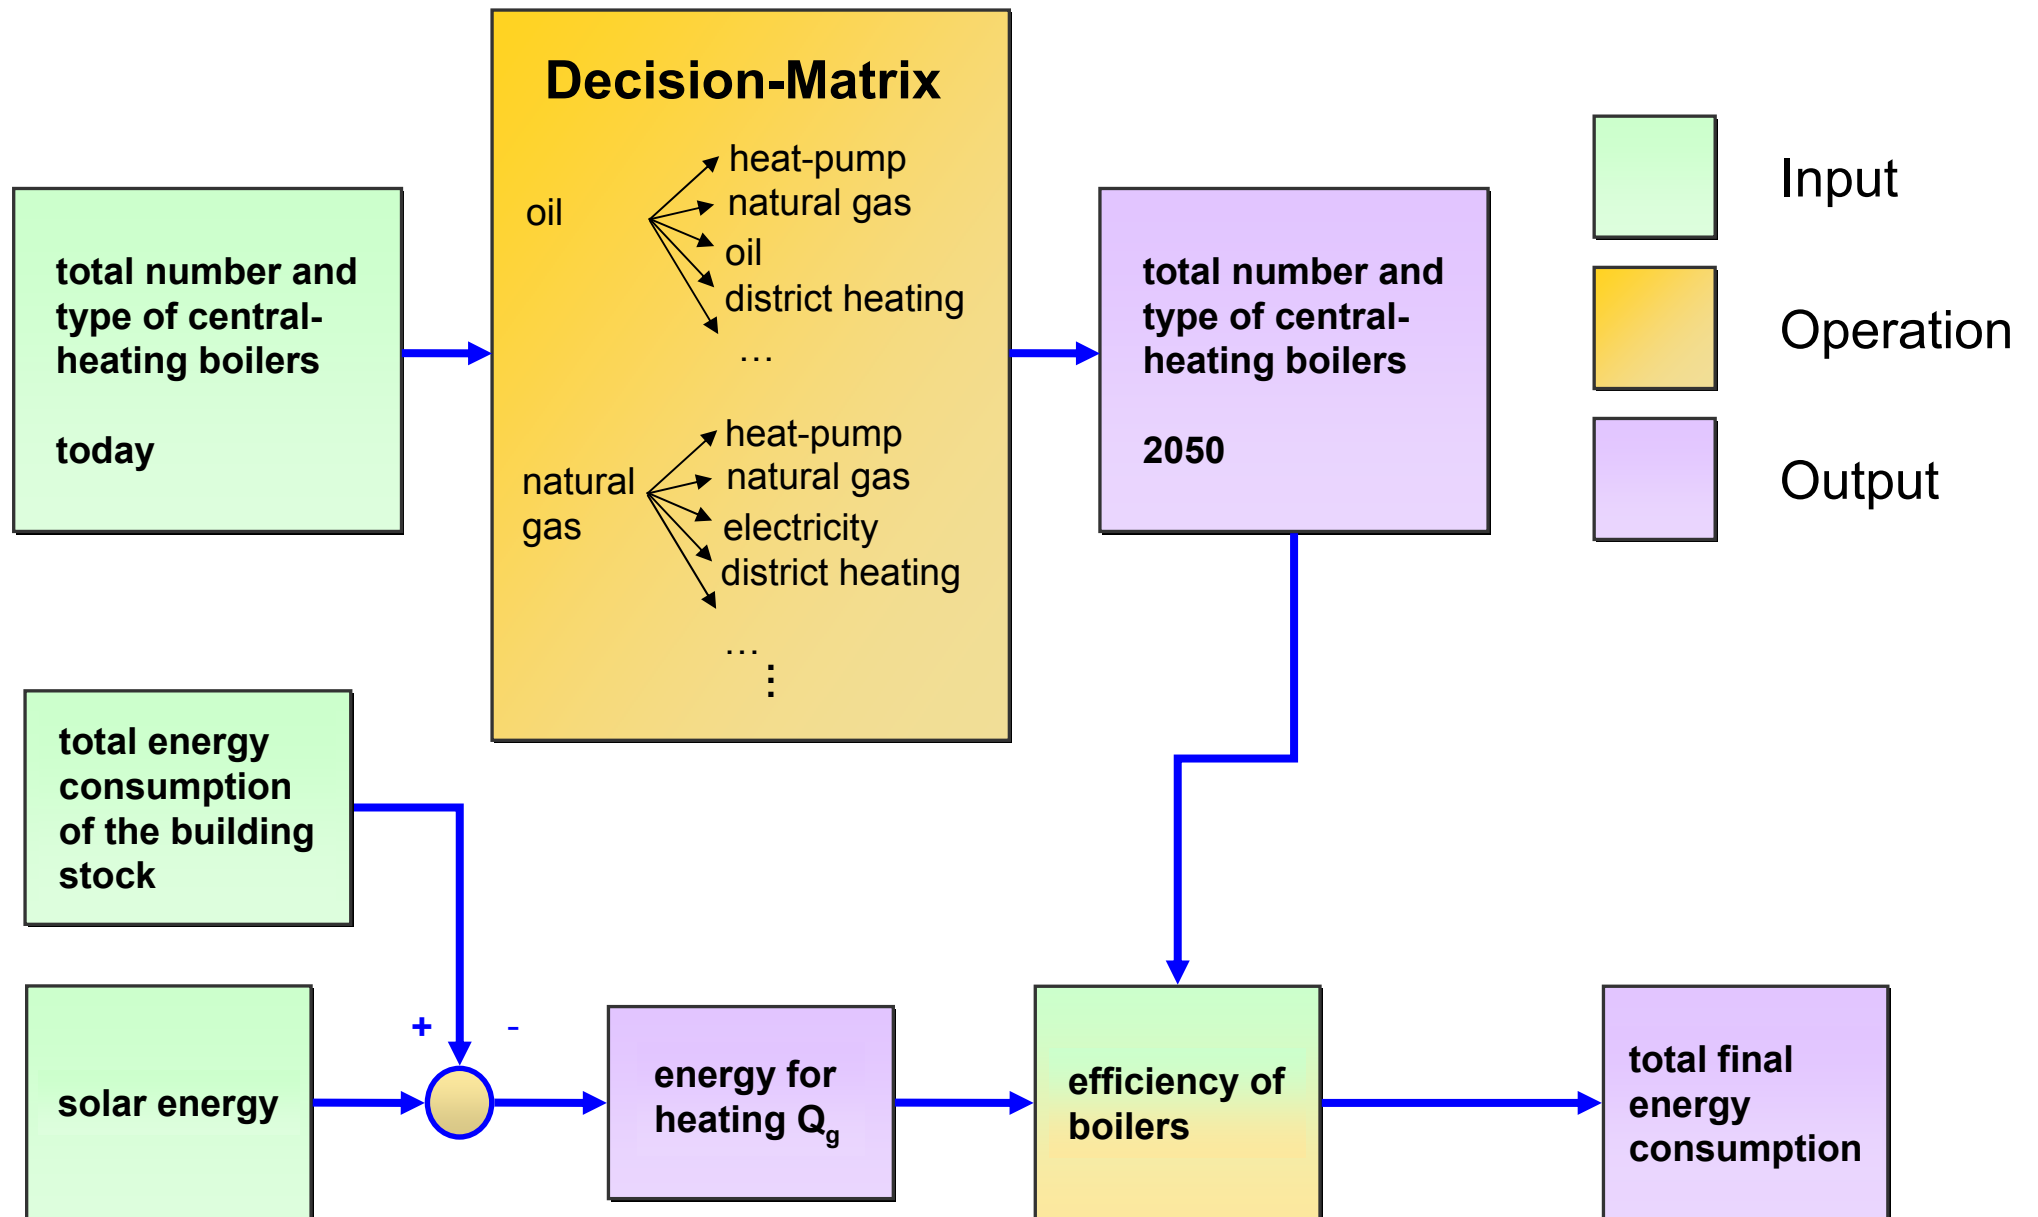 Decision-Matrix
oil
heat-pump
natural gas
oil
district heating
…
natural
gas
heat-pump
natural gas
electricity
district heating
…
⋮
total number and
type of central-
heating boilers
today
total number and
type of central-
heating boilers
2050
Input
Operation
Output
total energy
consumption
of the building
stock
+
-
solar energy
energy for
heating Qg
efficiency of
boilers
total final
energy
consumption